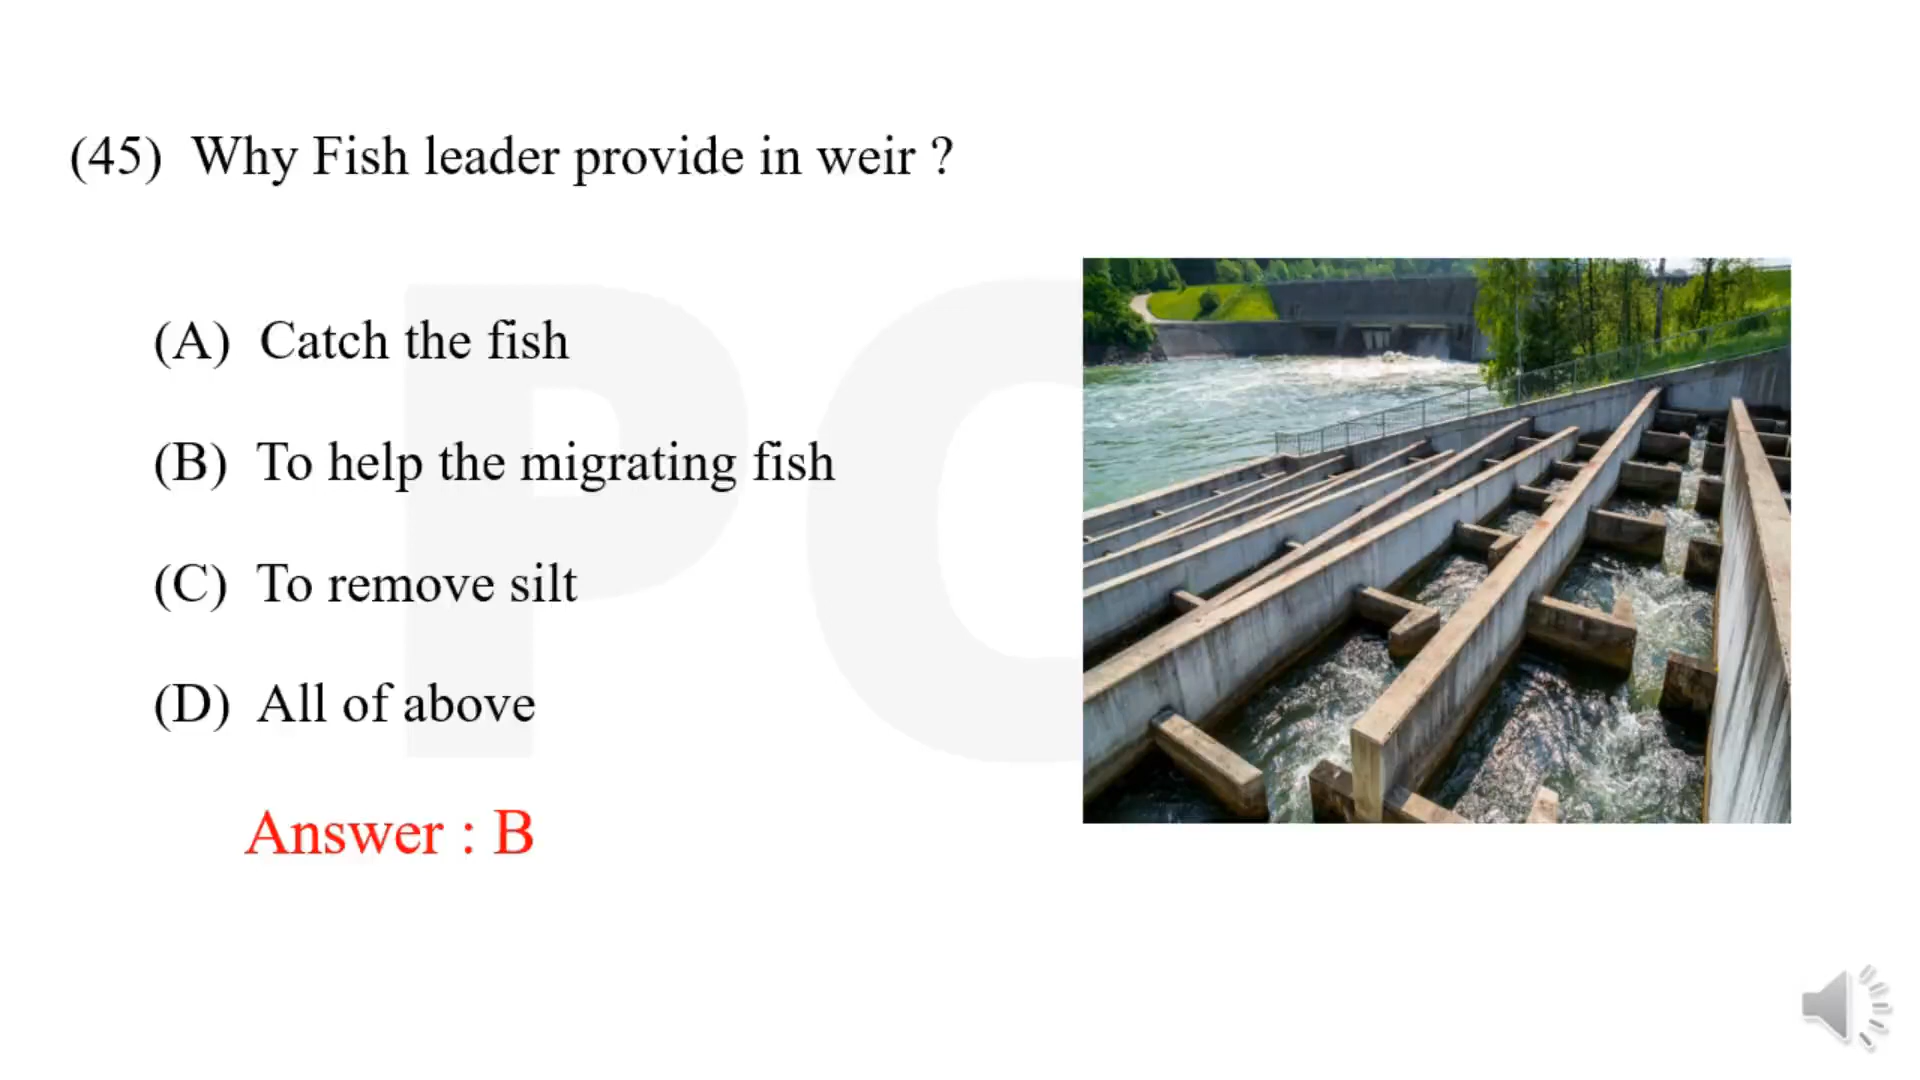 (45) Why Fish leader provide in weir ?
(A) Catch the fish
(B) To help the migrating fish
(C) To remove silt
(D) All of above
Answer : B
PC